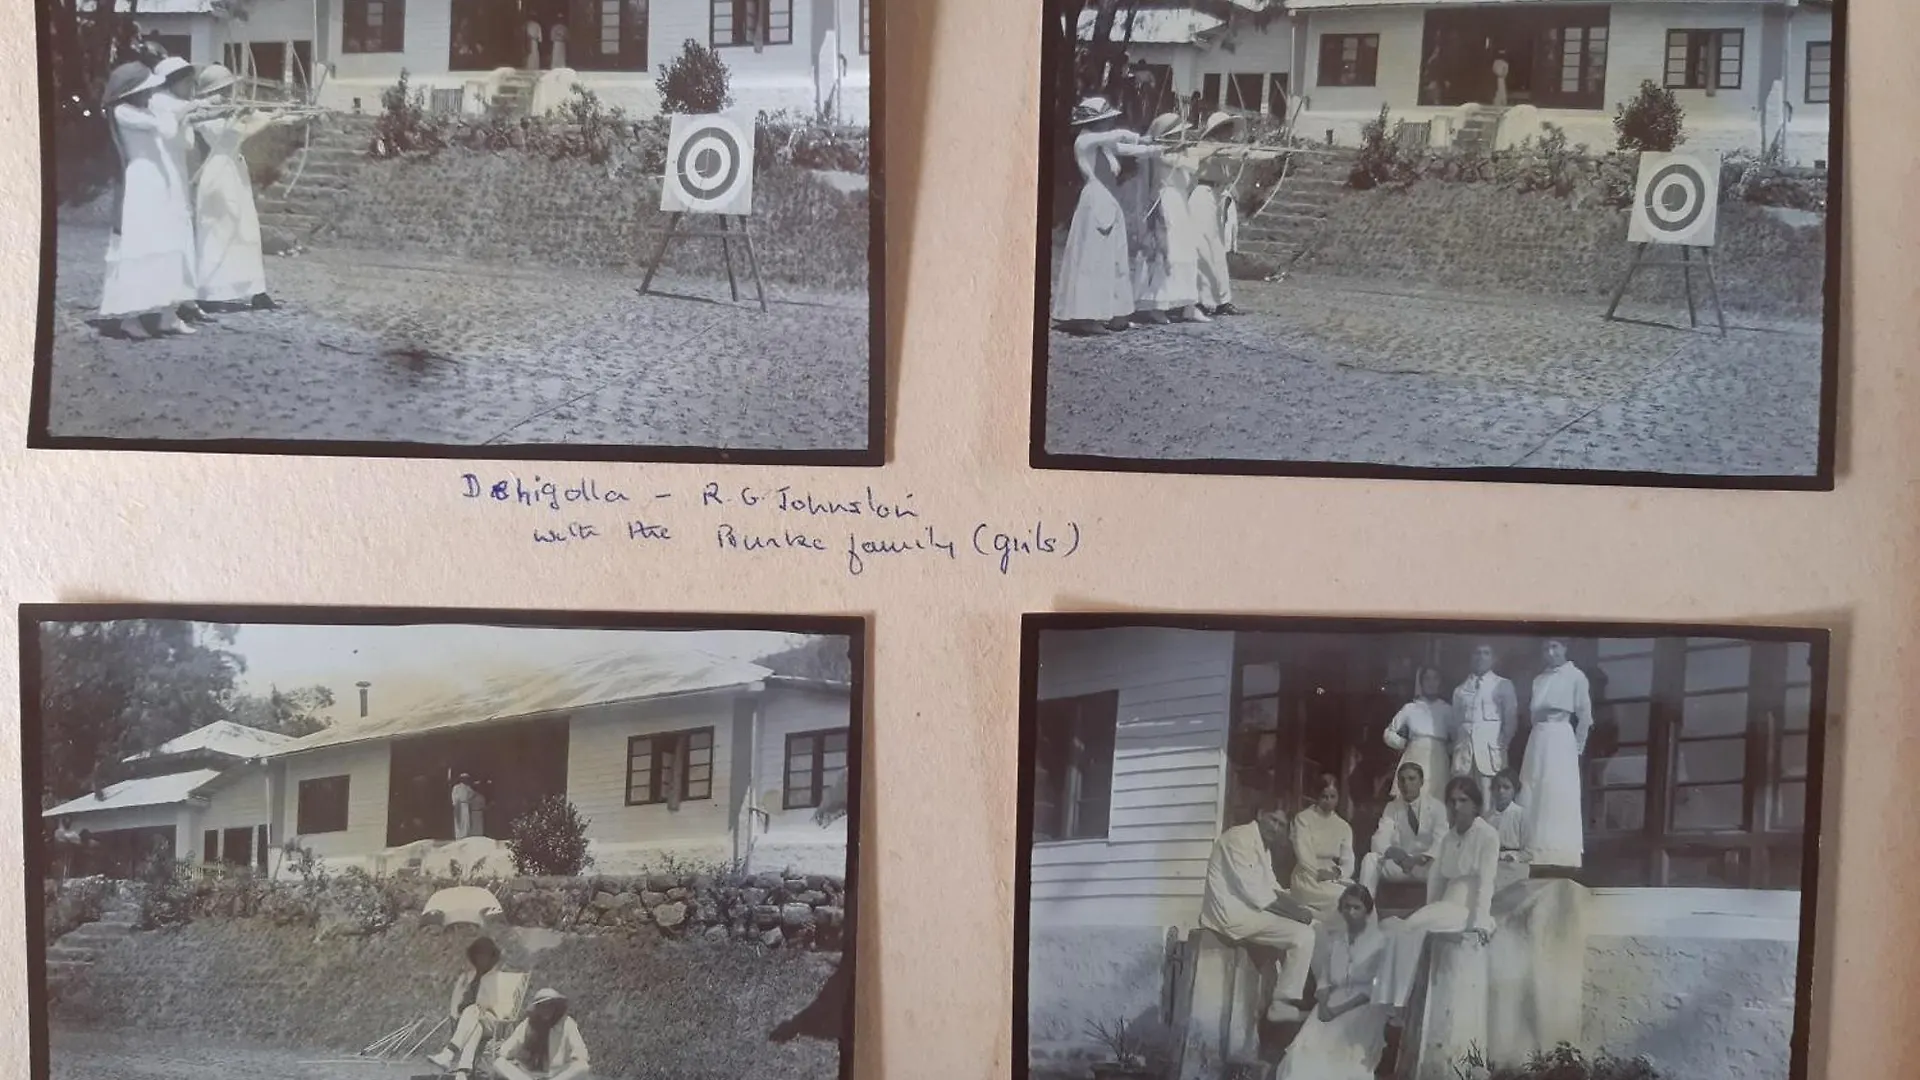 Dehigolla - R. G. Johnston
with the Burke family (girls)